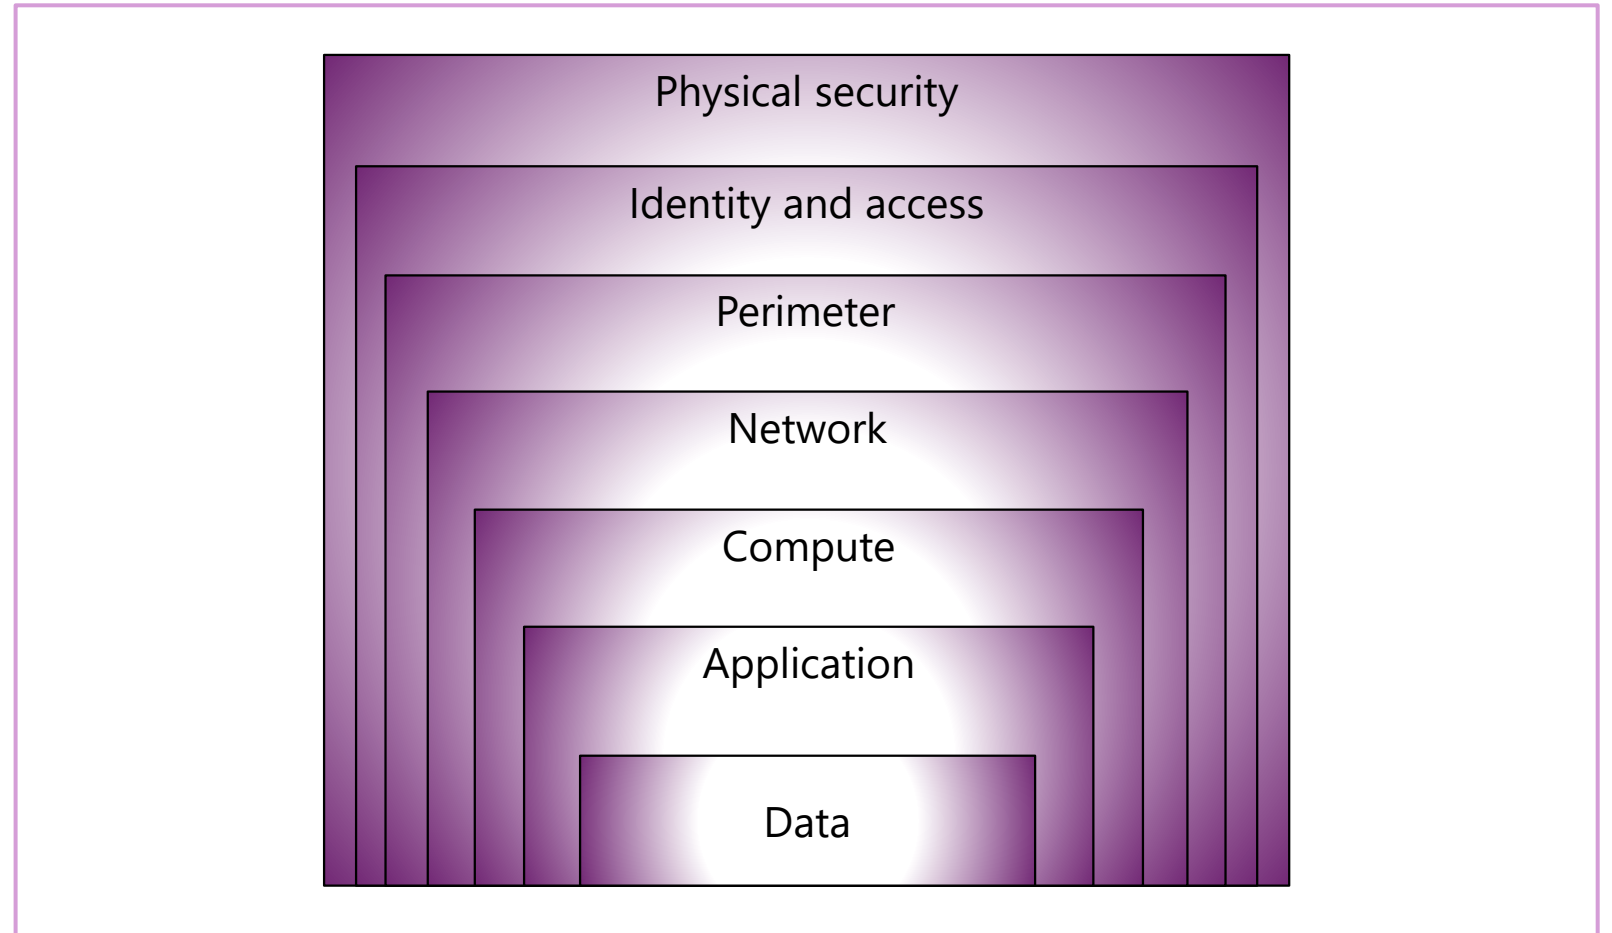 Physical security
Identity and access
Perimeter
Network
Compute
Application
Data